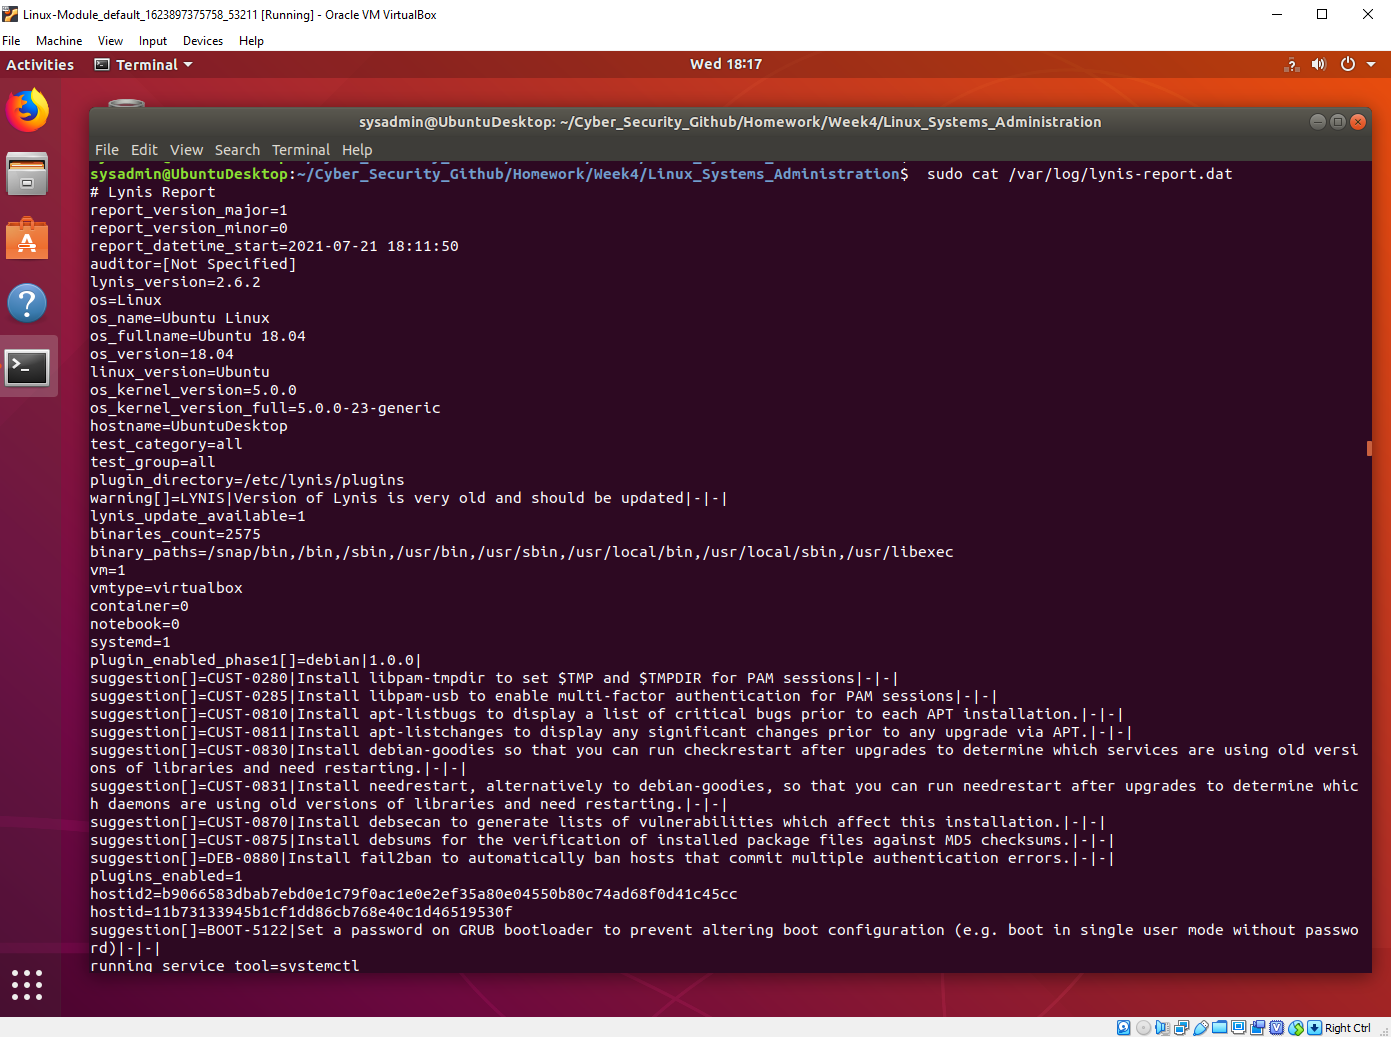 Linux-Module_default_1623897375758_53211 [Running] - Oracle VM VirtualBox
File Machine View Input Devices Help
Activities Terminal Wed 18:17
sysadmin@UbuntuDesktop: ~/Cyber_Security_Github/Homework/Week4/Linux_Systems_Administration
File Edit View Search Terminal Help
sysadmin@UbuntuDesktop:~/Cyber_Security_Github/Homework/Week4/Linux_Systems_Administration$  sudo cat /var/log/lynis-report.dat
# Lynis Report
report_version_major=1
report_version_minor=0
report_datetime_start=2021-07-21 18:11:50
auditor=[Not Specified]
lynis_version=2.6.2
os=Linux
os_name=Ubuntu Linux
os_fullname=Ubuntu 18.04
os_version=18.04
linux_version=Ubuntu
os_kernel_version=5.0.0
os_kernel_version_full=5.0.0-23-generic
hostname=UbuntuDesktop
test_category=all
test_group=all
plugin_directory=/etc/lynis/plugins
warning[]=LYNIS|Version of Lynis is very old and should be updated|-|-|
lynis_update_available=1
binaries_count=2575
binary_paths=/snap/bin,/bin,/sbin,/usr/bin,/usr/sbin,/usr/local/bin,/usr/local/sbin,/usr/libexec
vm=1
vmtype=virtualbox
container=0
notebook=0
systemd=1
plugin_enabled_phase1[]=debian|1.0.0|
suggestion[]=CUST-0280|Install libpam-tmpdir to set $TMP and $TMPDIR for PAM sessions|-|-|
suggestion[]=CUST-0285|Install libpam-usb to enable multi-factor authentication for PAM sessions|-|-|
suggestion[]=CUST-0810|Install apt-listbugs to display a list of critical bugs prior to each APT installation.|-|-|
suggestion[]=CUST-0811|Install apt-listchanges to display any significant changes prior to any upgrade via APT.|-|-|
suggestion[]=CUST-0830|Install debian-goodies so that you can run checkrestart after upgrades to determine which services are using old versi
ons of libraries and need restarting.|-|-|
suggestion[]=CUST-0831|Install needrestart, alternatively to debian-goodies, so that you can run needrestart after upgrades to determine whic
h daemons are using old versions of libraries and need restarting.|-|-|
suggestion[]=CUST-0870|Install debsecan to generate lists of vulnerabilities which affect this installation.|-|-|
suggestion[]=CUST-0875|Install debsums for the verification of installed package files against MD5 checksums.|-|-|
suggestion[]=DEB-0880|Install fail2ban to automatically ban hosts that commit multiple authentication errors.|-|-|
plugins_enabled=1
hostid2=b9066583dbab7ebd0e1c79f0ac1e0e2ef35a80e04550b80c74ad68f0d41c45cc
hostid=11b73133945b1cf1dd86cb768e40c1d46519530f
suggestion[]=BOOT-5122|Set a password on GRUB bootloader to prevent altering boot configuration (e.g. boot in single user mode without passwo
rd)|-|-|
running service tool=systemctl
Right Ctrl